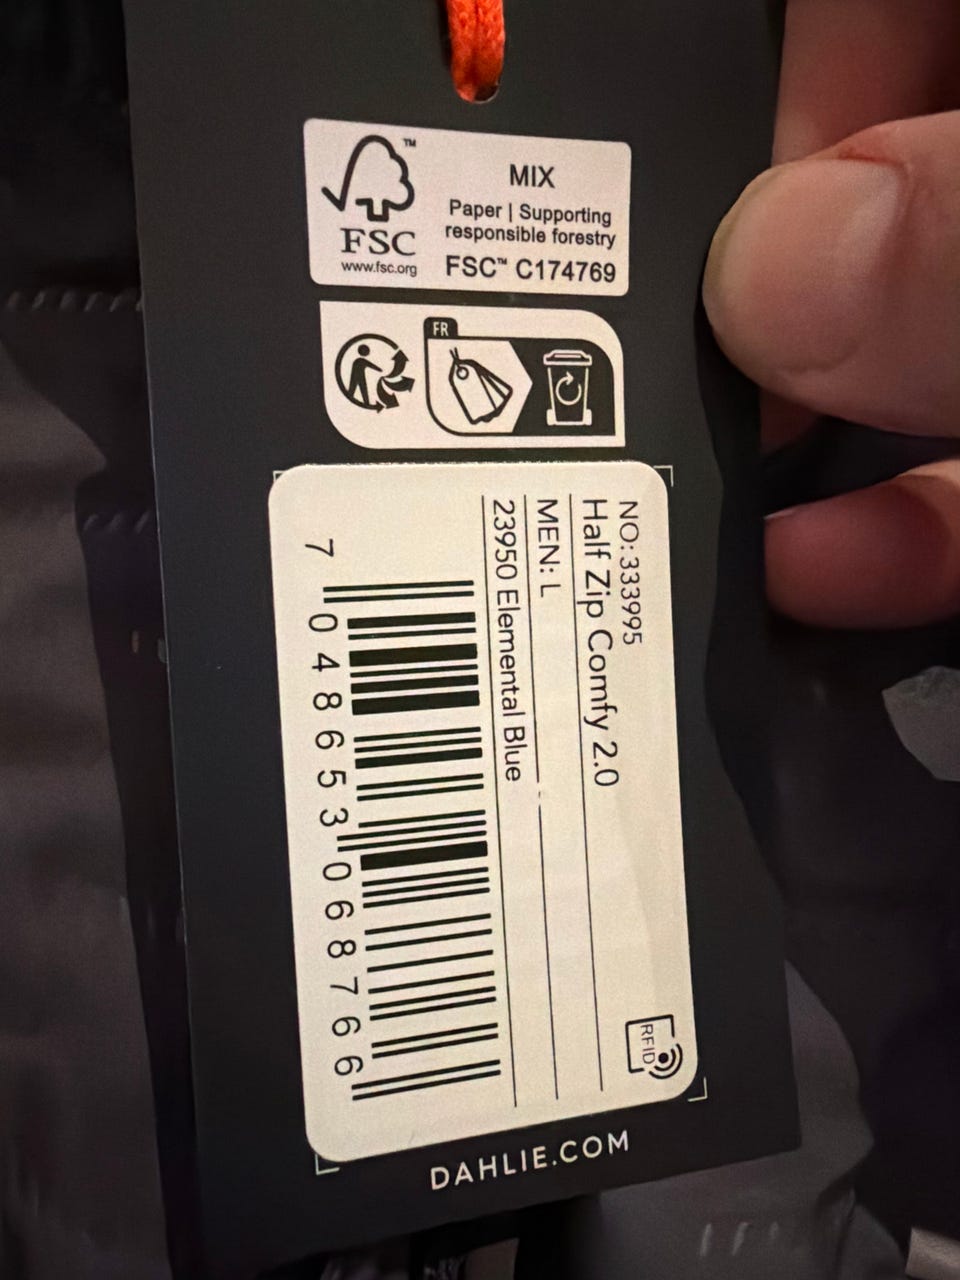 FSC™
www.fsc.org
MIX
Paper | Supporting
responsible forestry
FSC™ C174769
FR
NO: 333995
Half Zip Comfy 2.0
MEN: L
23950 Elemental Blue
7 048653 068766
RFID
DAHLIE.COM